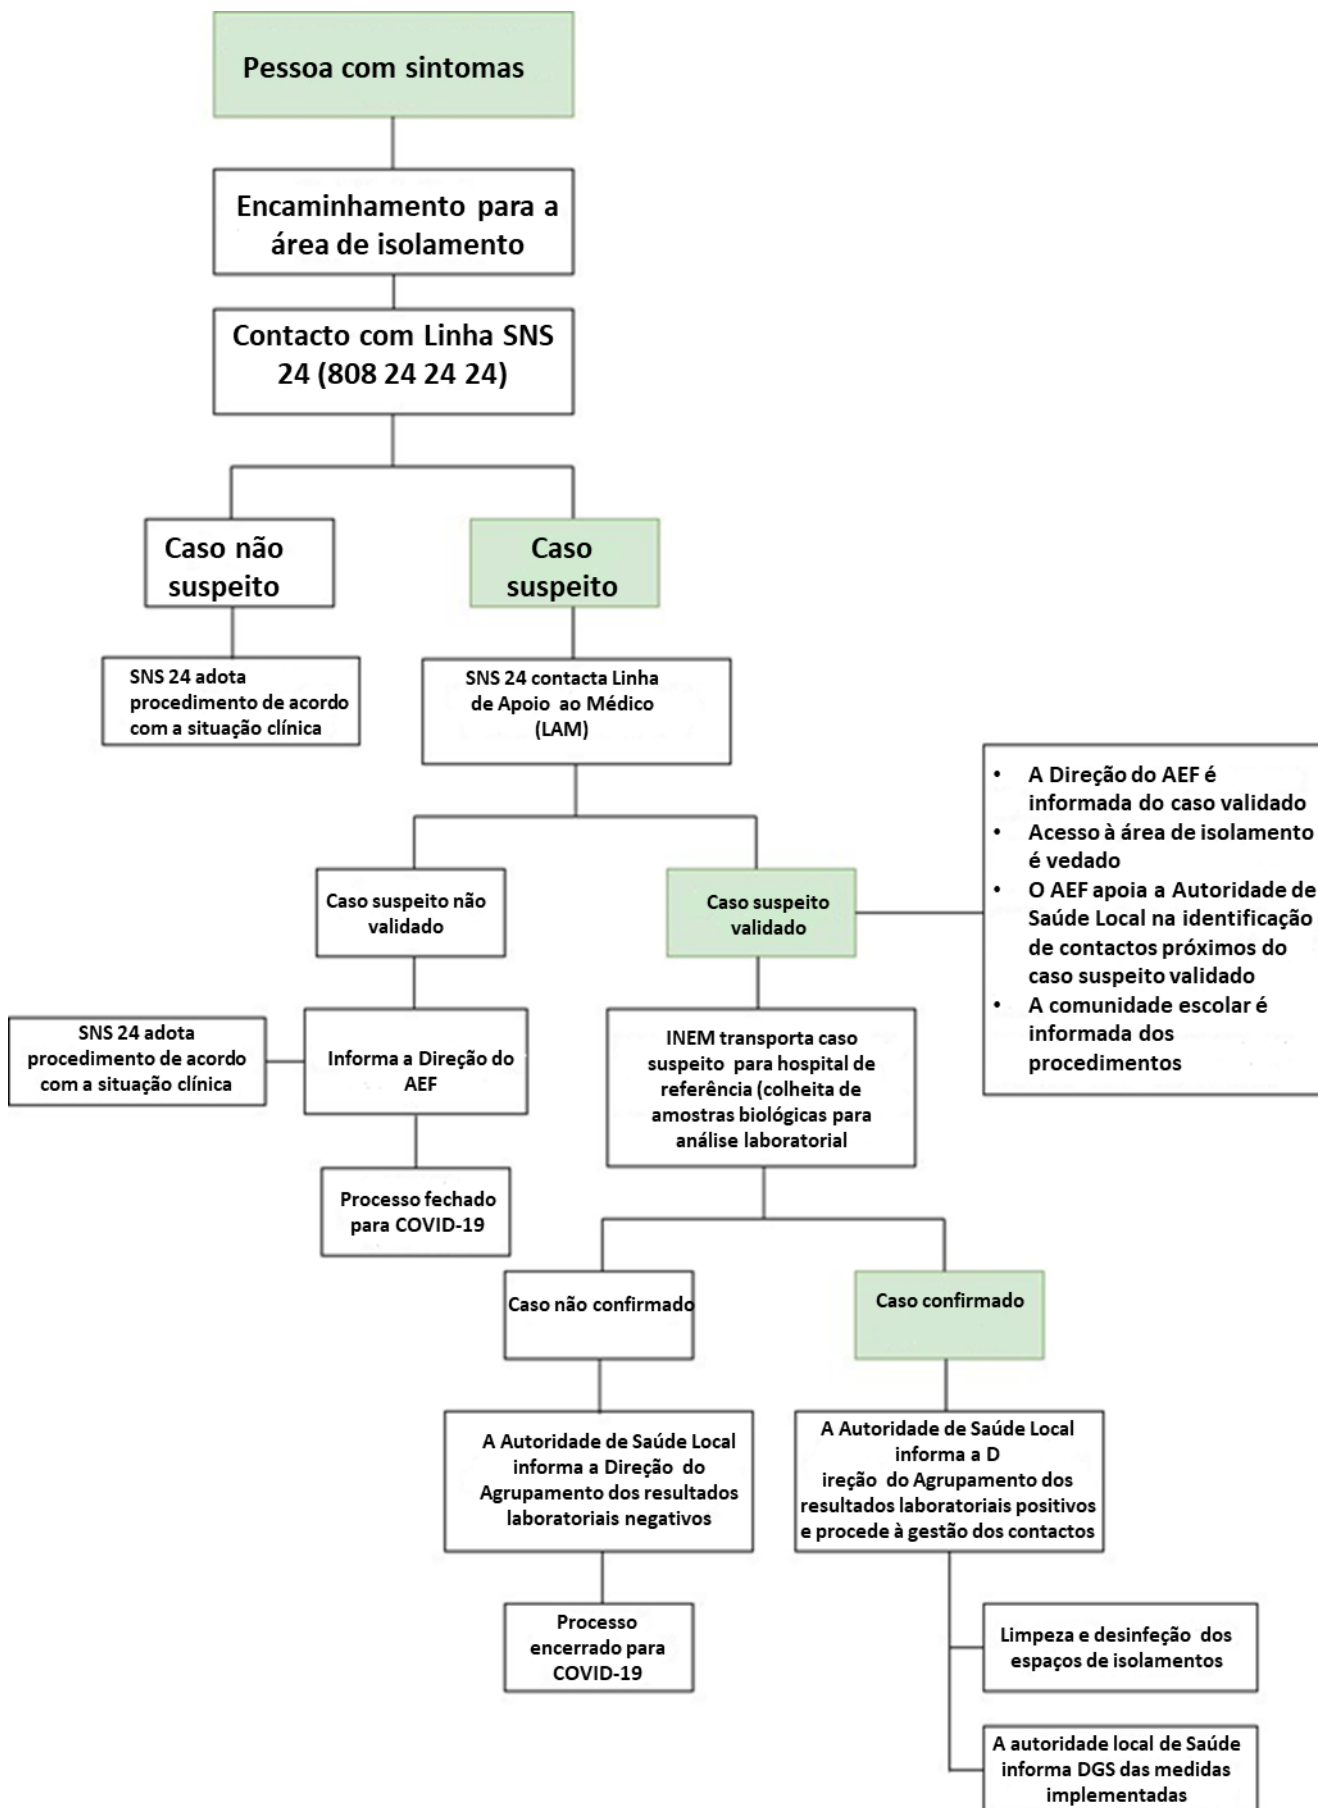 Pessoa com sintomas
Encaminhamento para a
área de isolamento
Contacto com Linha SNS
24 (808 24 24 24)
Caso não
suspeito
Caso
suspeito
SNS 24 adota
procedimento de acordo
com a situação clínica
SNS 24 contacta Linha
de Apoio ao Médico
(LAM)
• A Direção do AEF é
informada do caso validado
• Acesso à área de isolamento
é vedado
• O AEF apoia a Autoridade de
Saúde Local na identificação
de contactos próximos do
caso suspeito validado
• A comunidade escolar é
informada dos
procedimentos
Caso suspeito não
validado
Caso suspeito
validado
SNS 24 adota
procedimento de acordo
com a situação clínica
Informa a Direção do
AEF
INEM transporta caso
suspeito para hospital de
referência (colheita de
amostras biológicas para
análise laboratorial
Processo fechado
para COVID-19
Caso não confirmado
Caso confirmado
A Autoridade de Saúde Local
informa a Direção do
Agrupamento dos resultados
laboratoriais negativos
A Autoridade de Saúde Local
informa a D
ireção do Agrupamento dos
resultados laboratoriais positivos
e procede à gestão dos contactos
Processo
encerrado para
COVID-19
Limpeza e desinfeção dos
espaços de isolamentos
A autoridade local de Saúde
informa DGS das medidas
implementadas